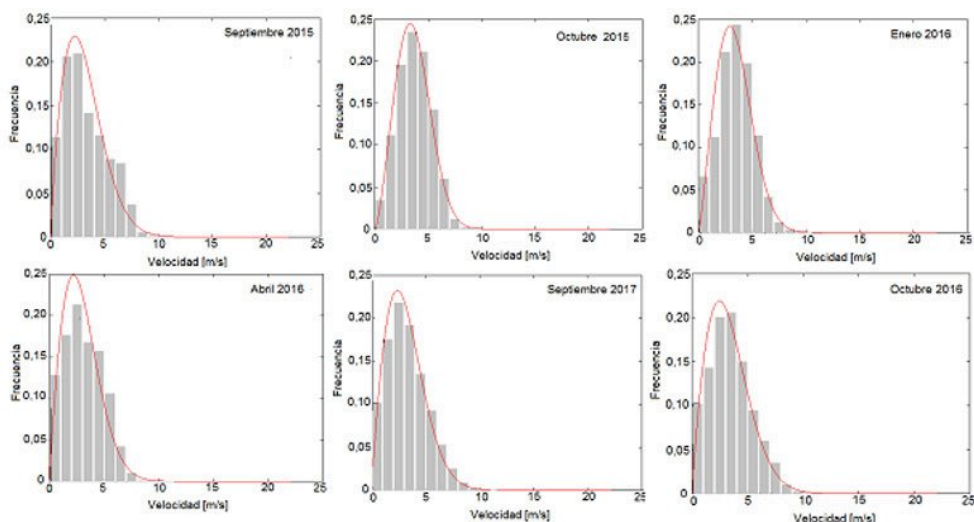 0,25
Septiembre 2015
0,20
0,15
Frecuencia
0,10
0,05
0
0 5 10 15 20 25
Velocidad [m/s]
0,25
Octubre 2015
0,20
0,15
Frecuencia
0,10
0,05
0
0 5 10 15 20 25
Velocidad [m/s]
0,25
Enero 2016
0,20
0,15
Frecuencia
0,10
0,05
0
0 5 10 15 20 25
Velocidad [m/s]
0,25
Abril 2016
0,20
0,15
Frecuencia
0,10
0,05
0
0 5 10 15 20 25
Velocidad [m/s]
0,25
Septiembre 2017
0,20
0,15
Frecuencia
0,10
0,05
0
0 5 10 15 20 25
Velocidad [m/s]
0,25
Octubre 2016
0,20
0,15
Frecuencia
0,10
0,05
0
0 5 10 15 20 25
Velocidad [m/s]